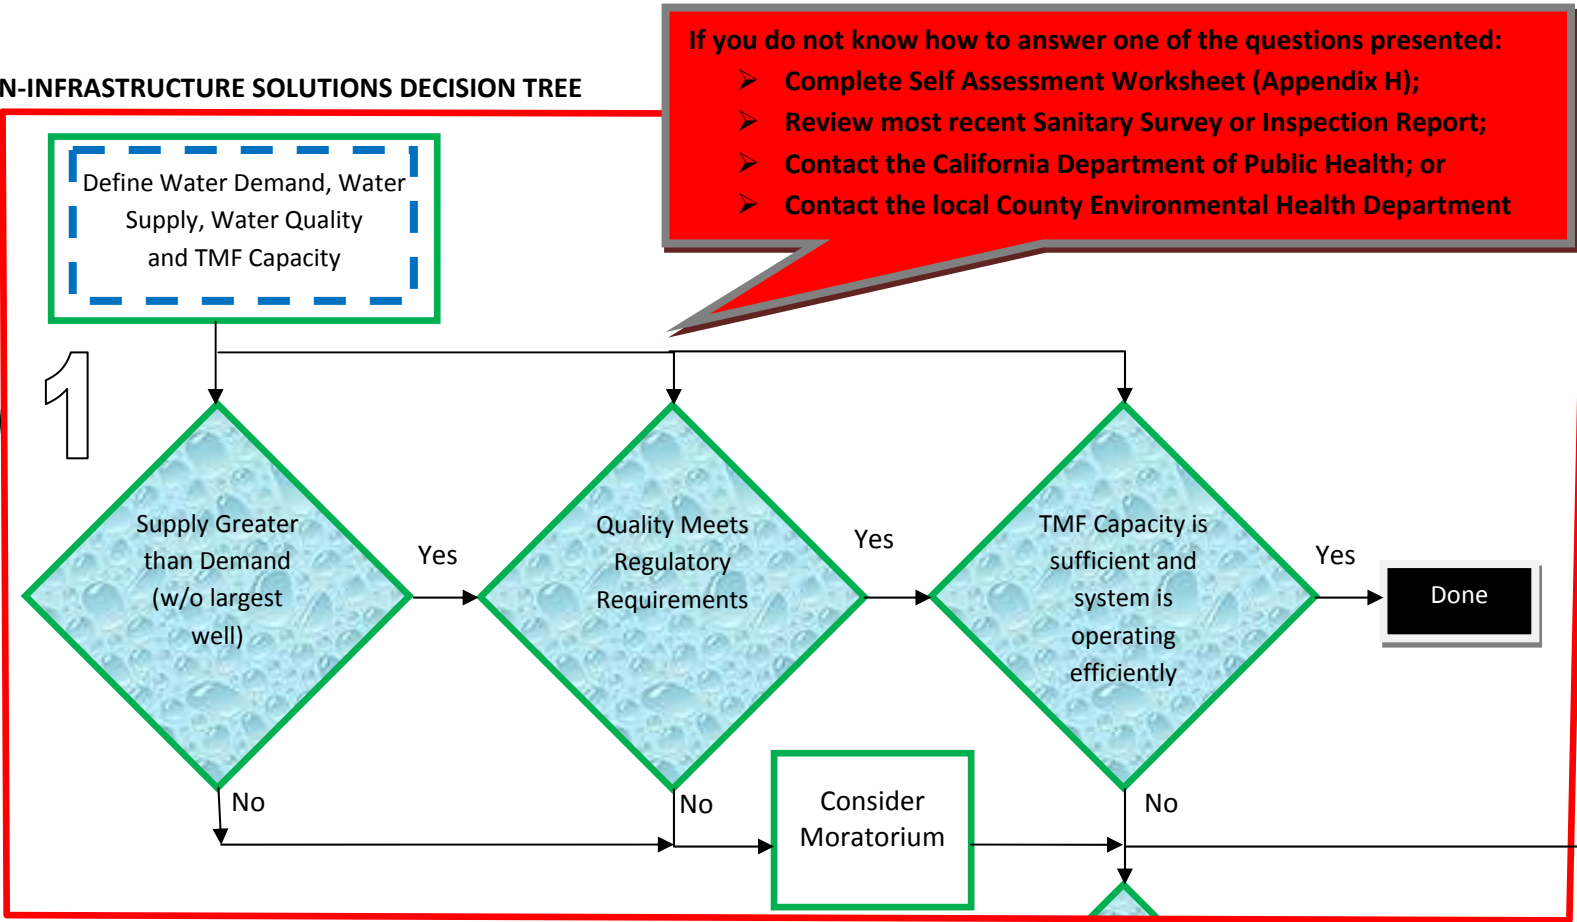 If you do not know how to answer one of the questions presented:
➢ Complete Self Assessment Worksheet (Appendix H);
➢ Review most recent Sanitary Survey or Inspection Report;
➢ Contact the California Department of Public Health; or
➢ Contact the local County Environmental Health Department
N-INFRASTRUCTURE SOLUTIONS DECISION TREE
Define Water Demand, Water
Supply, Water Quality
and TMF Capacity
1
Supply Greater
than Demand
(w/o largest
well)
Yes
Quality Meets
Regulatory
Requirements
Yes
TMF Capacity is
sufficient and
system is
operating
efficiently
Yes
Done
No
No
Consider
Moratorium
No